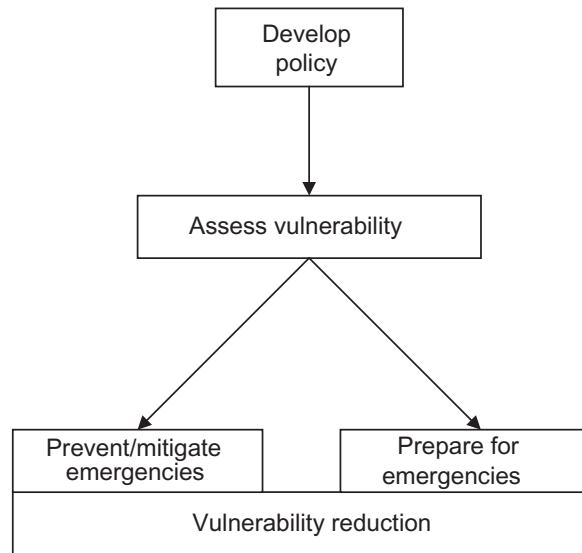 Develop
policy
Assess vulnerability
Prevent/mitigate
emergencies
Prepare for
emergencies
Vulnerability reduction